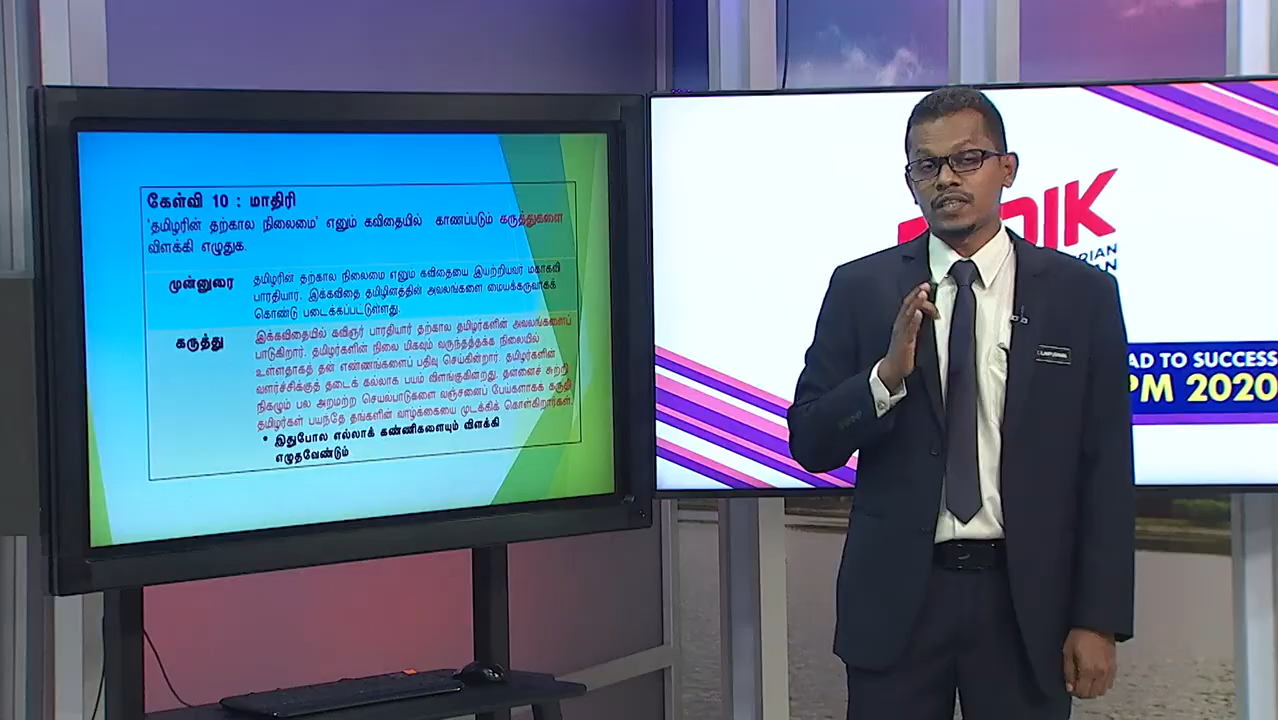 கேள்வி 10 : மாதிரி
'தமிழரின் தற்கால நிலைமை' எனும் கவிதையில் காணப்படும் கருத்துகளை
விளக்கி எழுதுக.
முன்னுரை
தமிழரின் தற்கால நிலைமை எனும் கவிதையை இயற்றியவர் மகாகவி
பாரதியார். இக்கவிதை தமிழினத்தின் அவலங்களை மையக்கருவாகக்
கொண்டு படைக்கப்பட்டுள்ளது.
கருத்து
இக்கவிதையில் கவிஞர் பாரதியார் தற்கால தமிழர்களின் அவலங்களைப்
பாடுகிறார். தமிழர்களின் நிலை மிகவும் வருந்தத்தக்க நிலையில்
உள்ளதாகத் தன் எண்ணங்களைப் பதிவு செய்கின்றார். தமிழர்களின்
வளர்ச்சிக்குத் தடைக் கல்லாக பயம் விளங்குகின்றது. தன்னைச் சுற்றி
நிகழும் பல அறமற்ற செயல்பாடுகளை வஞ்சனைப் பேய்களாகக் கருதி
தமிழர்கள் பயந்தே தங்களின் வாழ்க்கையை முடக்கிக் கொள்கிறார்கள்.
* இதுபோல எல்லாக் கண்ணிகளையும் விளக்கி
எழுதவேண்டும்
DIK
DIAN
AN
AD TO SUCCESS
PM 2020